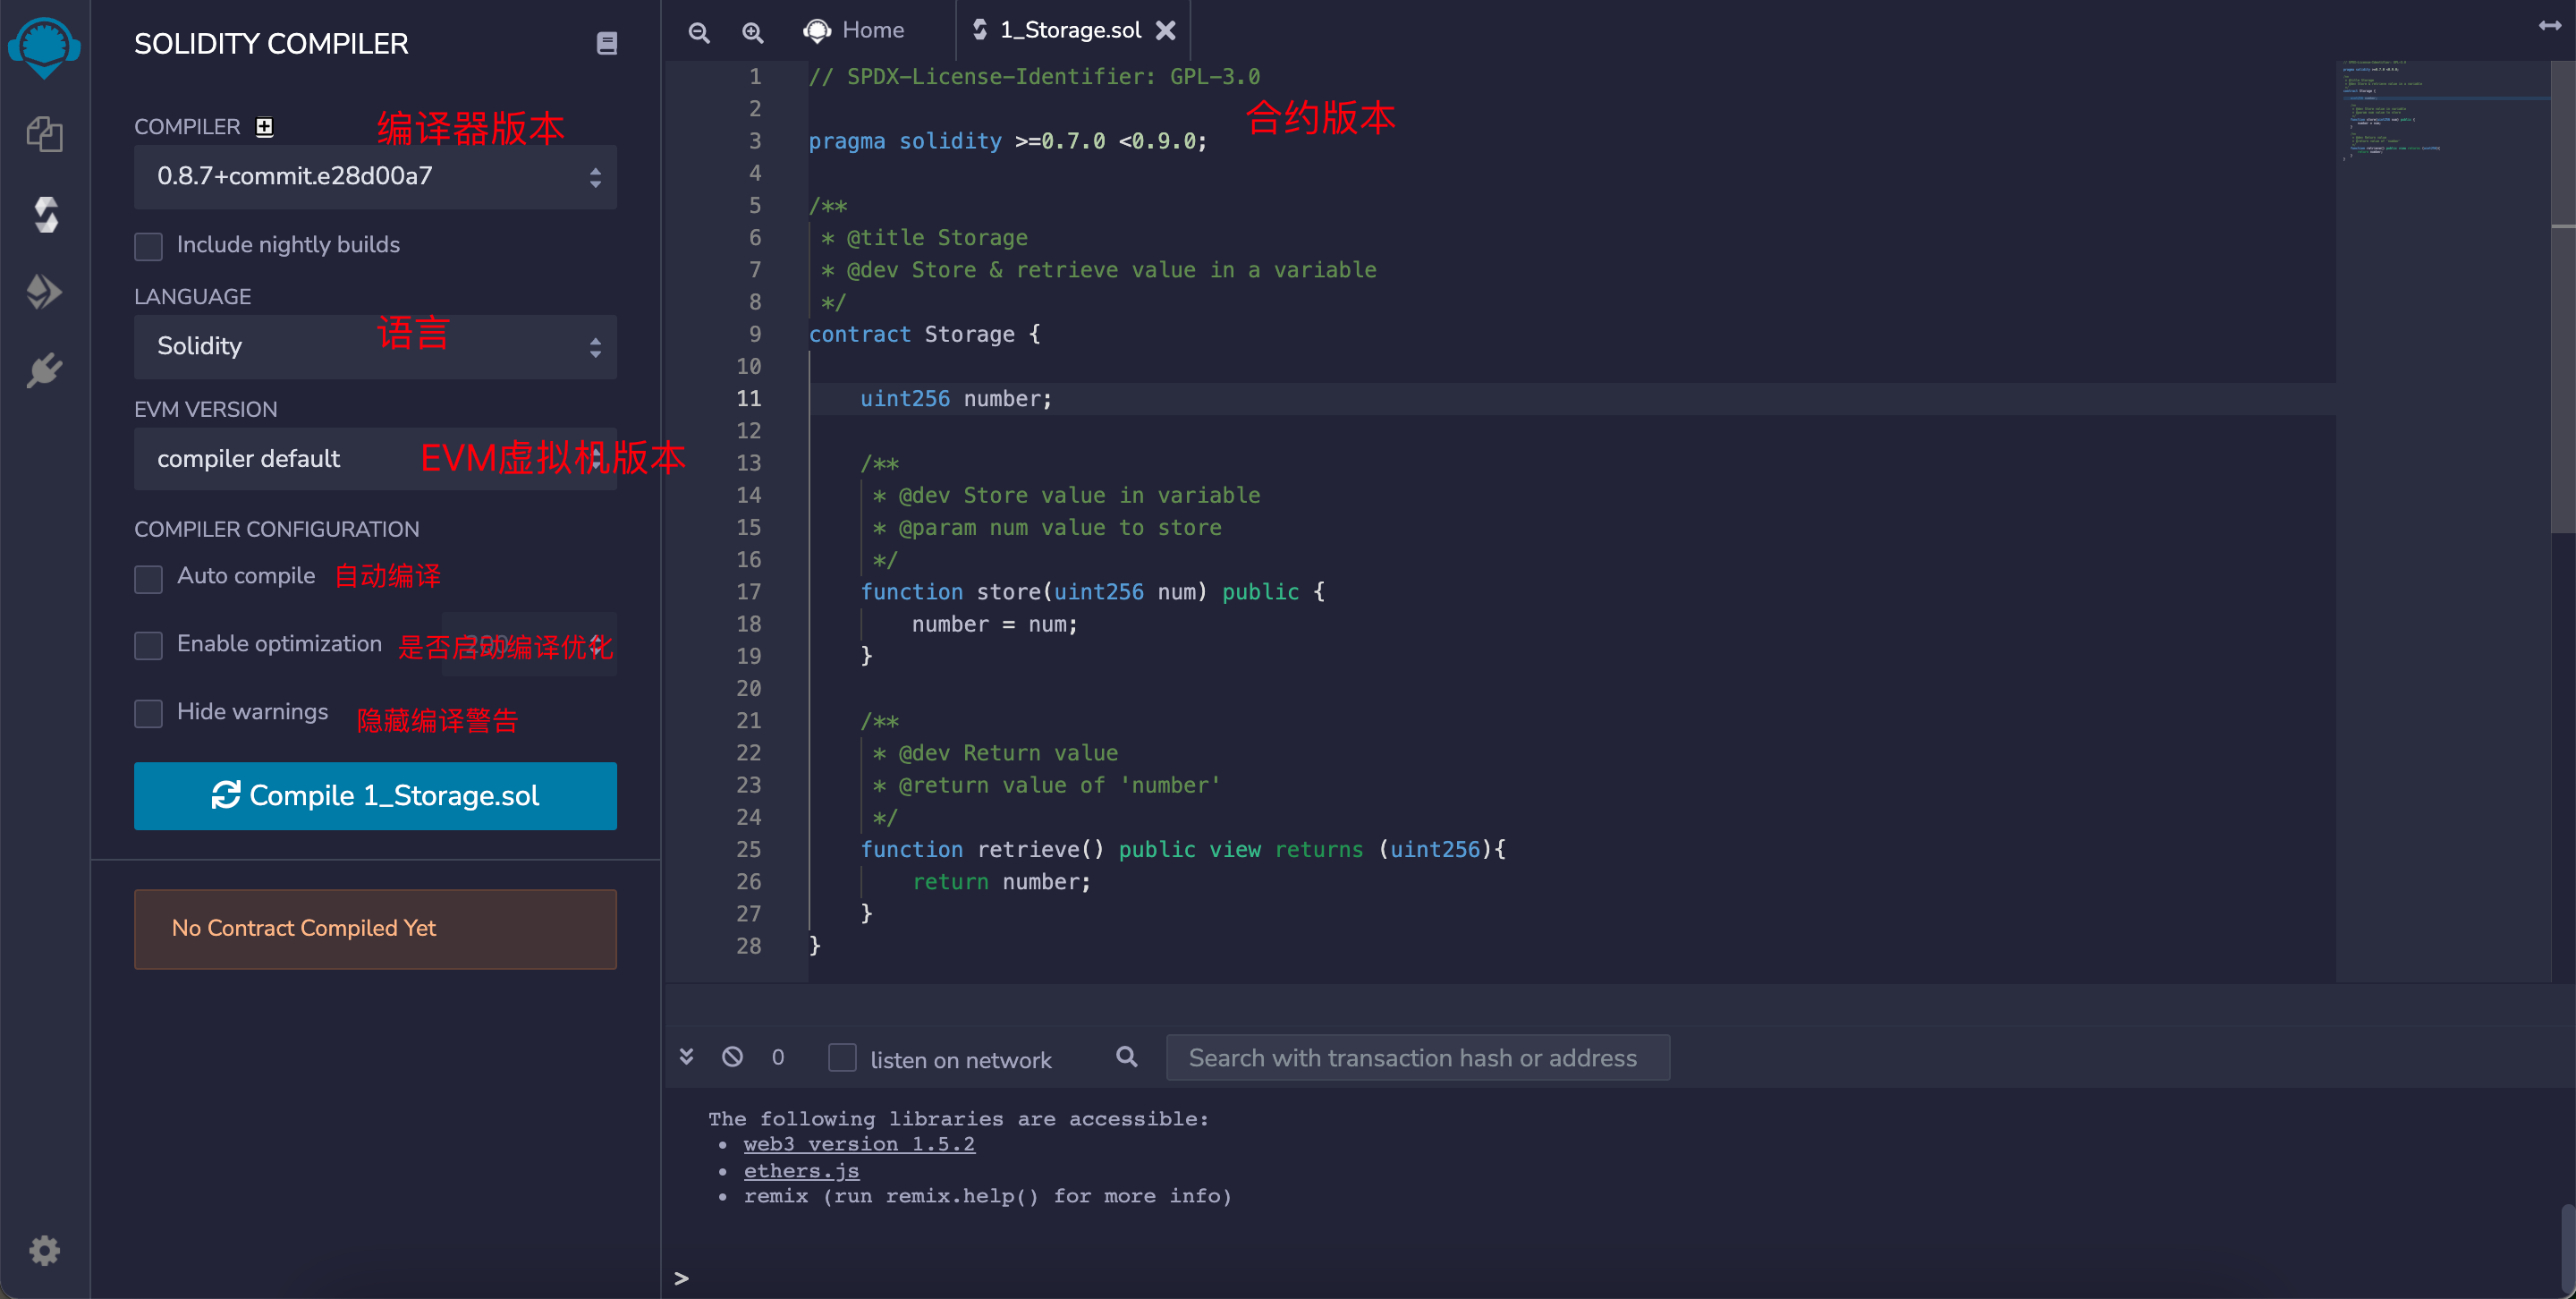 SOLIDITY COMPILER
COMPILER
编译器版本
0.8.7+commit.e28d00a7
Include nightly builds
LANGUAGE
语言
Solidity
EVM VERSION
compiler default
EVM虚拟机版本
COMPILER CONFIGURATION
Auto compile 自动编译
Enable optimization 是否启动编译优化
200
Hide warnings 隐藏编译警告
Compile 1_Storage.sol
No Contract Compiled Yet
Home
1_Storage.sol
1 // SPDX-License-Identifier: GPL-3.0
2
合约版本
3 pragma solidity >=0.7.0 <0.9.0;
4
5 /**
6 * @title Storage
7 * @dev Store & retrieve value in a variable
8 */
9 contract Storage {
10
11 uint256 number;
12
13 /**
14 * @dev Store value in variable
15 * @param num value to store
16 */
17 function store(uint256 num) public {
18 number = num;
19 }
20
21 /**
22 * @dev Return value
23 * @return value of 'number'
24 */
25 function retrieve() public view returns (uint256){
26 return number;
27 }
28 }
0 listen on network Search with transaction hash or address
The following libraries are accessible:
• web3 version 1.5.2
• ethers.js
• remix (run remix.help() for more info)
>